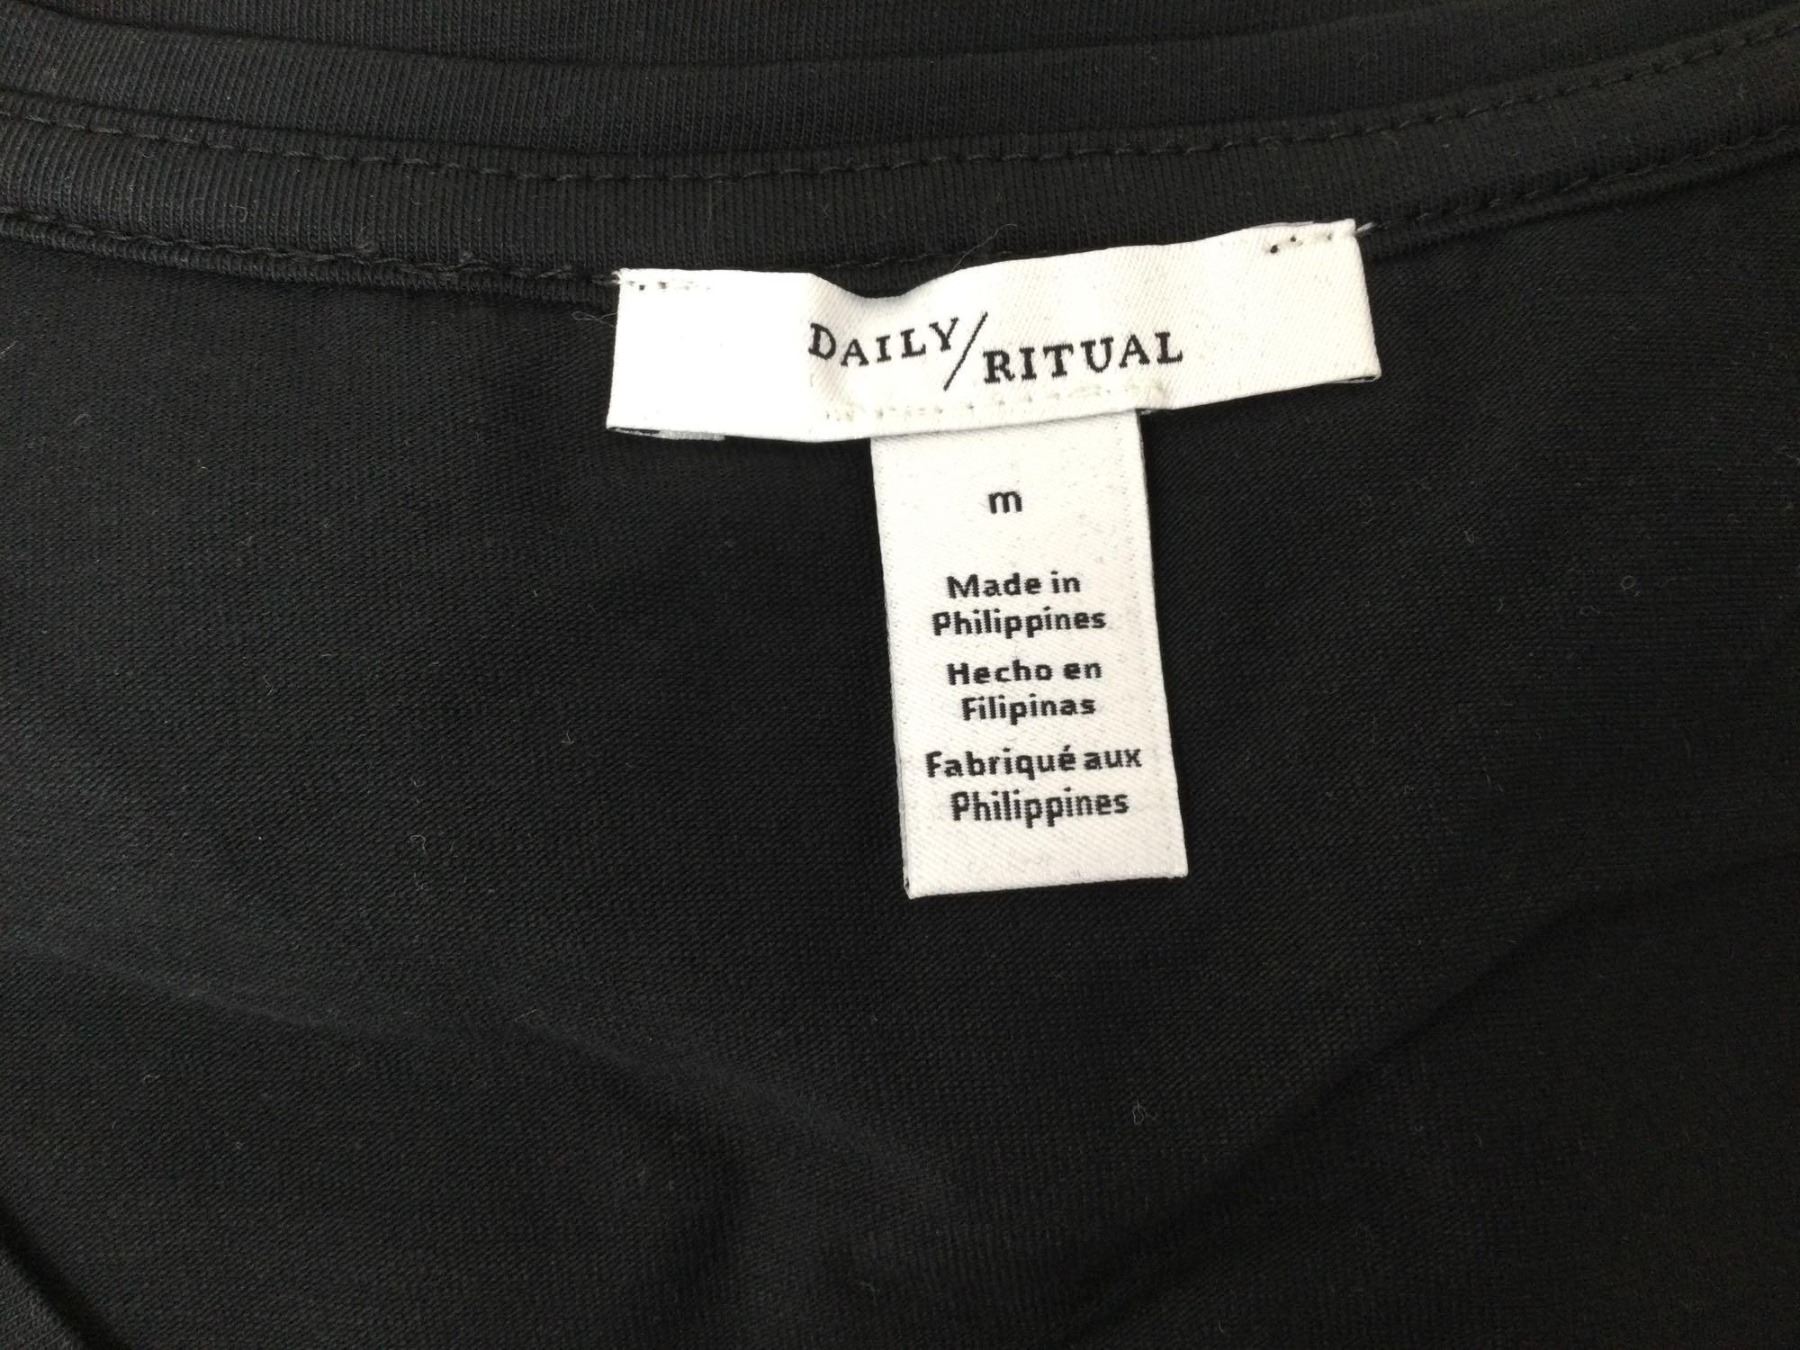 DAILY/RITUAL
m
Made in
Philippines
Hecho en
Filipinas
Fabriqué aux
Philippines